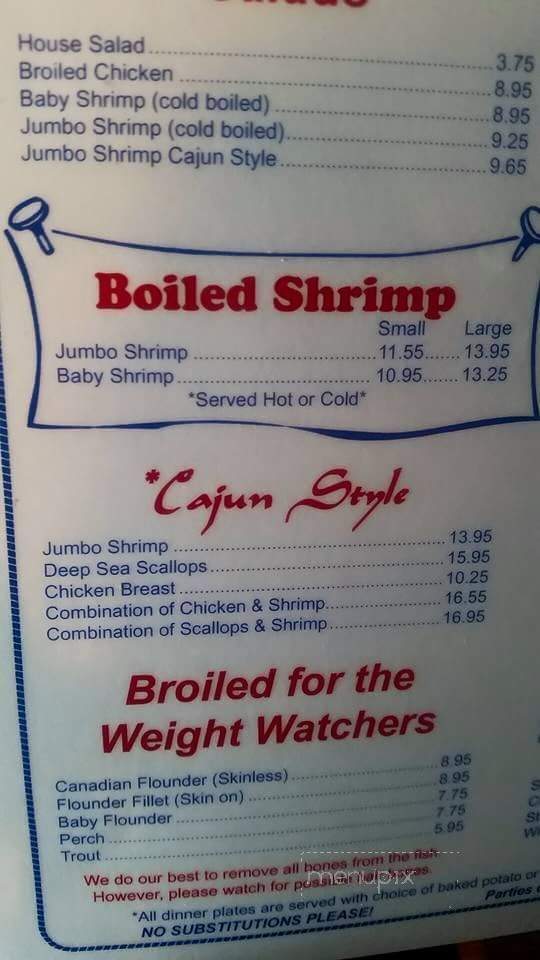 House Salad 3.75
Broiled Chicken 8.95
Baby Shrimp (cold boiled) 8.95
Jumbo Shrimp (cold boiled) 9.25
Jumbo Shrimp Cajun Style 9.65
Boiled Shrimp
Small Large
Jumbo Shrimp 11.55 13.95
Baby Shrimp 10.95 13.25
*Served Hot or Cold*
*Cajun Style
Jumbo Shrimp 13.95
Deep Sea Scallops 15.95
Chicken Breast 10.25
Combination of Chicken & Shrimp 16.55
Combination of Scallops & Shrimp 16.95
Broiled for the
Weight Watchers
Canadian Flounder (Skinless) 8.95
Flounder Fillet (Skin on) 8.95
Baby Flounder 7.75
Perch 7.75
Trout 5.95
We do our best to remove all bones from the fish
However, please watch for
menupix
*All dinner plates are served with choice of baked potato or
NO SUBSTITUTIONS PLEASE!
Parties